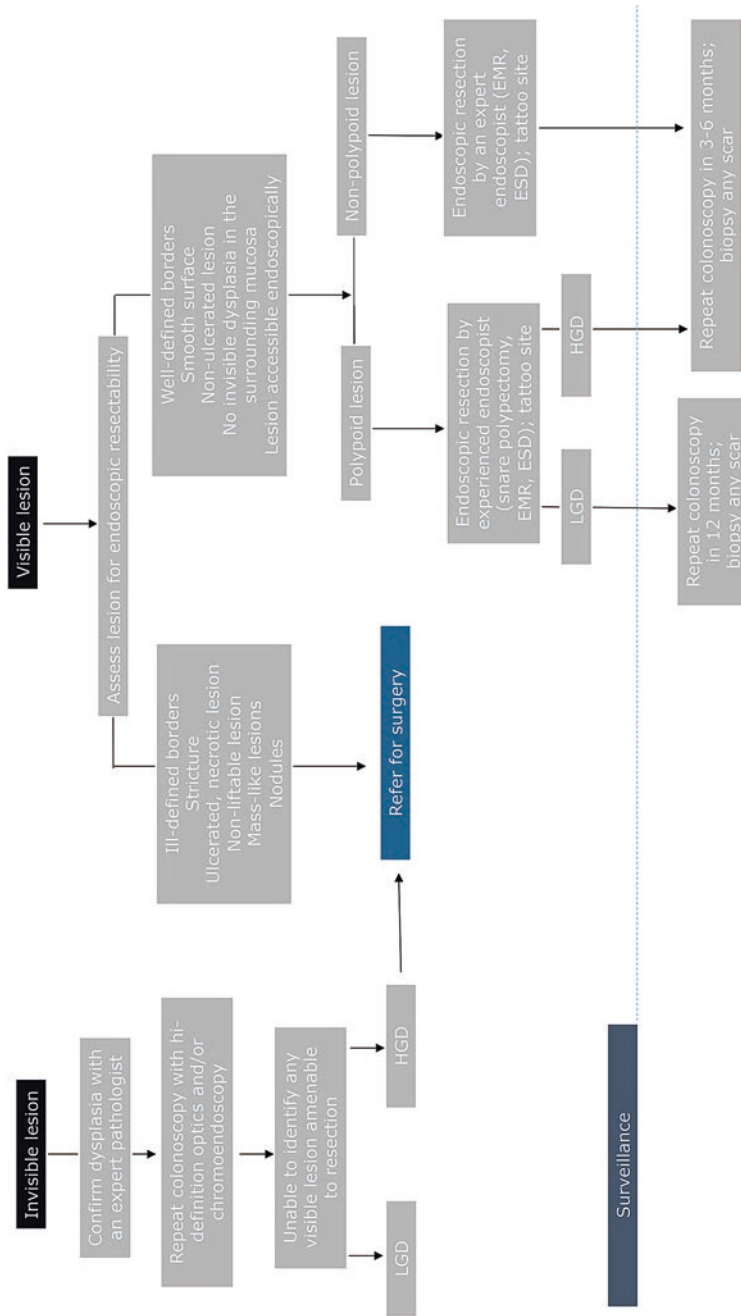 Invisible lesion
Confirm dysplasia with
an expert pathologist
Repeat colonoscopy with hi-
definition optics and/or
chromoendoscopy
Unable to identify any
visible lesion amenable
to resection
LGD
HGD
Visible lesion
Assess lesion for endoscopic resectability
Ill-defined borders
Stricture
Ulcerated, necrotic lesion
Non-liftable lesion
Mass-like lesions
Nodules
Refer for surgery
Well-defined borders
Smooth surface
Non-ulcerated lesion
No invisible dysplasia in the
surrounding mucosa
Lesion accessible endoscopically
Polypoid lesion
Non-polypoid lesion
Endoscopic resection by
experienced endoscopist
(snare polypectomy,
EMR, ESD); tattoo site
Endoscopic resection
by an expert
endoscopist (EMR,
ESD); tattoo site
LGD
HGD
Surveillance
Repeat colonoscopy
in 12 months;
biopsy any scar
Repeat colonoscopy in 3-6 months;
biopsy any scar